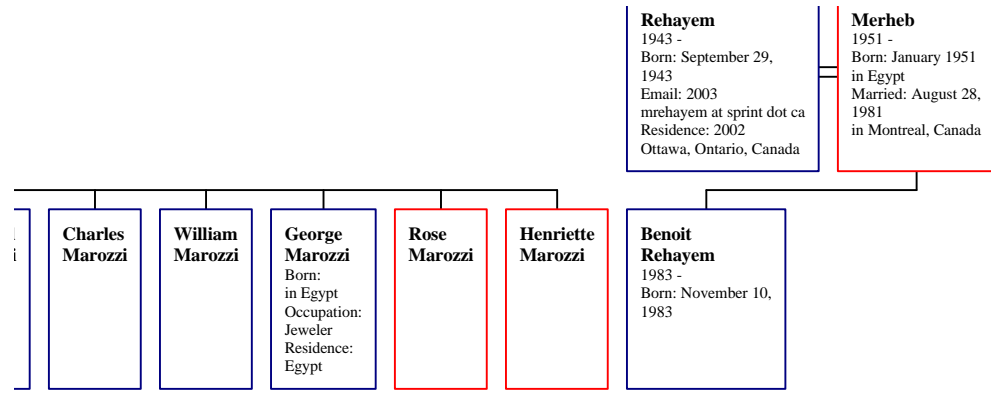 Rehayem
1943 -
Born: September 29,
1943
Email: 2003
mrehayem at sprint dot ca
Residence: 2002
Ottawa, Ontario, Canada
Merheb
1951 -
Born: January 1951
in Egypt
Married: August 28,
1981
in Montreal, Canada
i
Charles
Marozzi
William
Marozzi
George
Marozzi
Born:
in Egypt
Occupation:
Jeweler
Residence:
Egypt
Rose
Marozzi
Henriette
Marozzi
Benoit
Rehayem
1983 -
Born: November 10,
1983